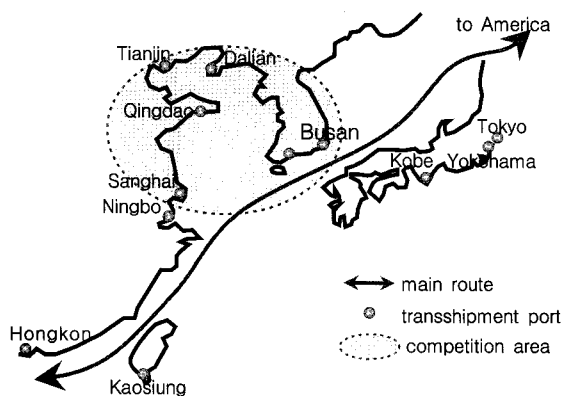 to America
Tianjin
Dalian
Qingdao
Busan
Tokyo
Kobe Yokohama
Sanghai
Ningbo
main route
transshipment port
competition area
Hongkon
Kaosiung